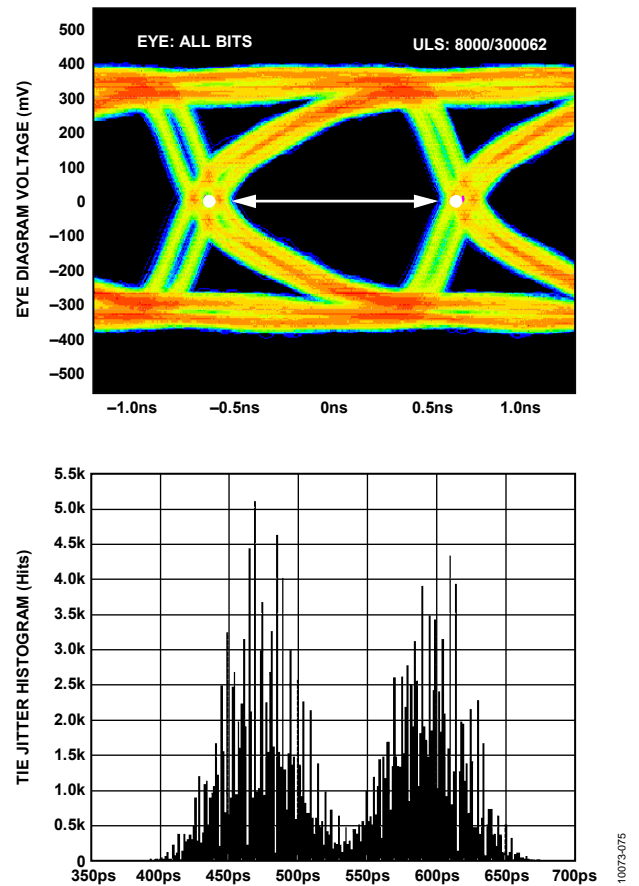 EYE DIAGRAM VOLTAGE (mV)
500
400
300
200
100
0
–100
–200
–300
–400
–500
EYE: ALL BITS
ULS: 8000/300062
–1.0ns –0.5ns 0ns 0.5ns 1.0ns
TIE JITTER HISTOGRAM (Hits)
5.5k
5.0k
4.5k
4.0k
3.5k
3.0k
2.5k
2.0k
1.5k
1.0k
0.5k
0
350ps 400ps 450ps 500ps 550ps 600ps 650ps 700ps
10073-075